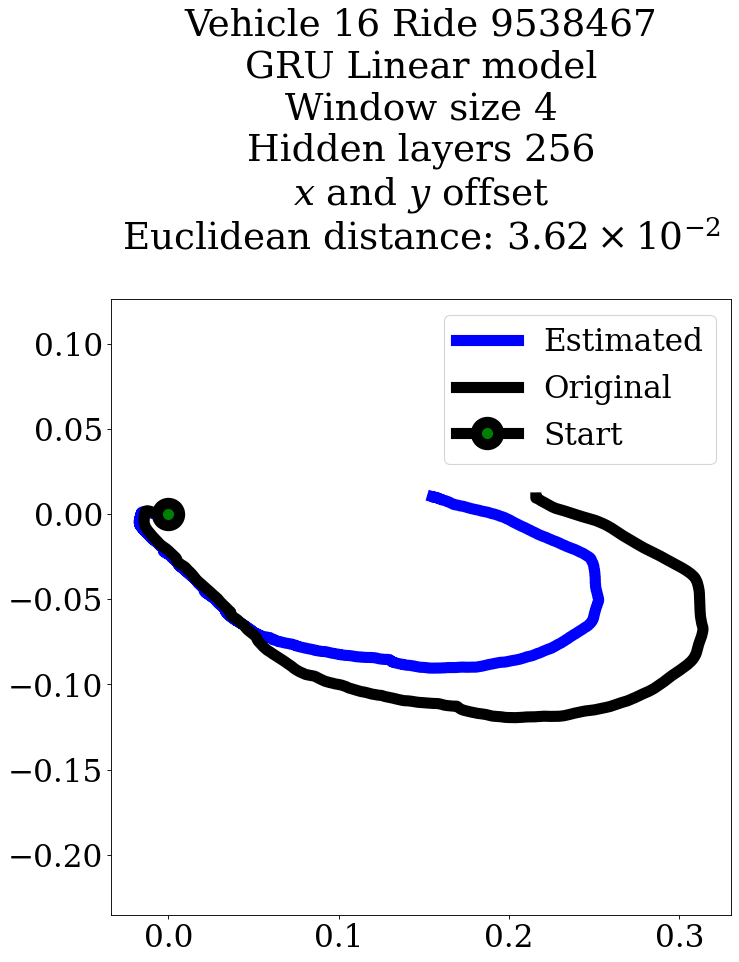 Vehicle 16 Ride 9538467
GRU Linear model
Window size 4
Hidden layers 256
x and y offset
Euclidean distance: 3.62 × 10⁻²
Estimated
Original
Start
0.10
0.05
0.00
−0.05
−0.10
−0.15
−0.20
0.0 0.1 0.2 0.3